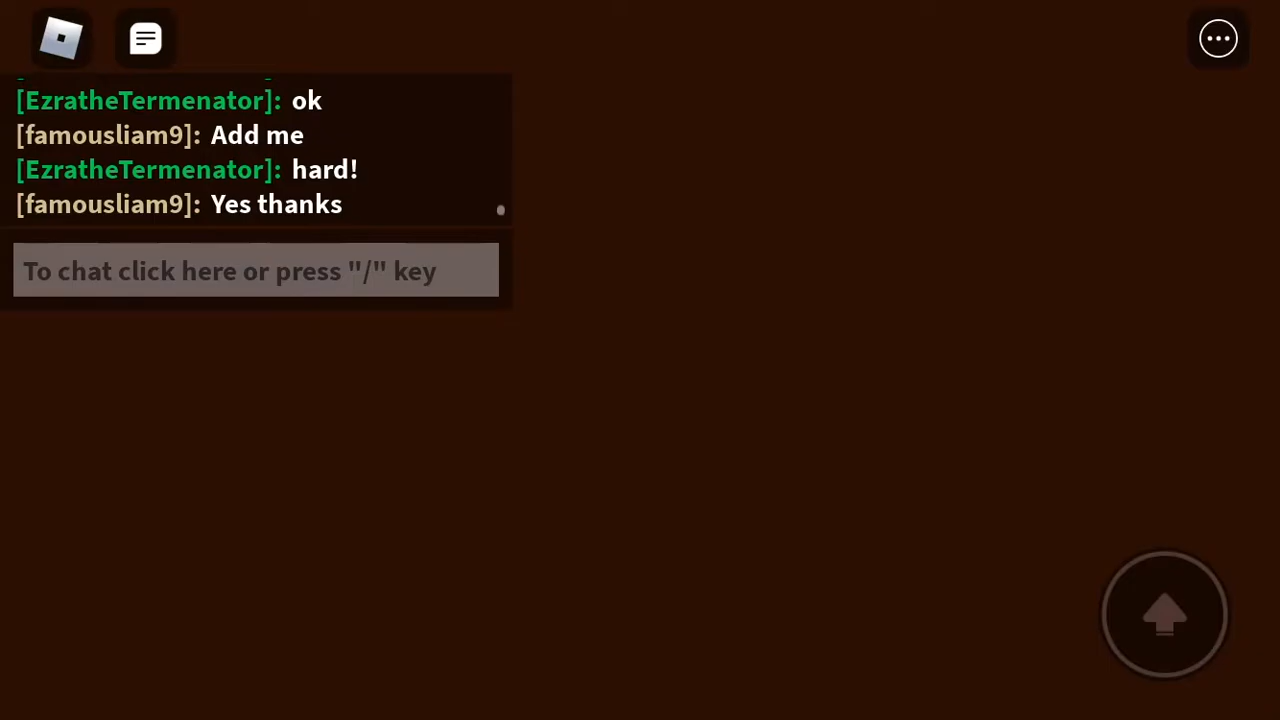 [EzratheTermenator]: ok
[famousliam9]: Add me
[EzratheTermenator]: hard!
[famousliam9]: Yes thanks
To chat click here or press "/" key